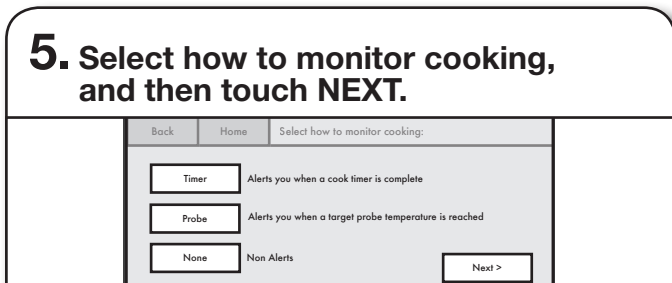 5. Select how to monitor cooking,
and then touch NEXT.
Back Home Select how to monitor cooking:
Timer Alerts you when a cook timer is complete
Probe Alerts you when a target probe temperature is reached
None Non Alerts
Next >